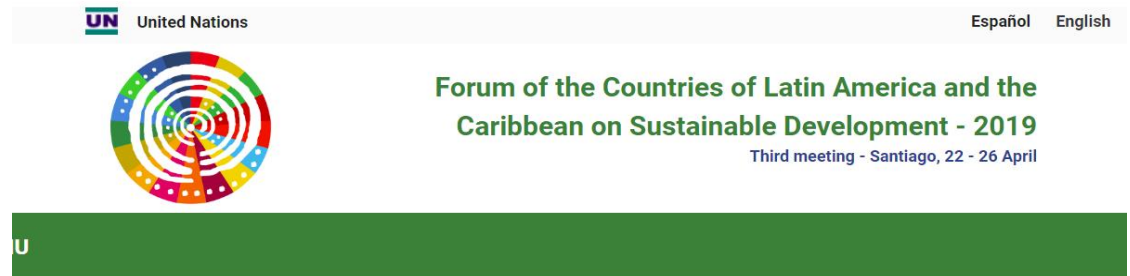 UN United Nations Español English
Forum of the Countries of Latin America and the
Caribbean on Sustainable Development - 2019
Third meeting - Santiago, 22 - 26 April